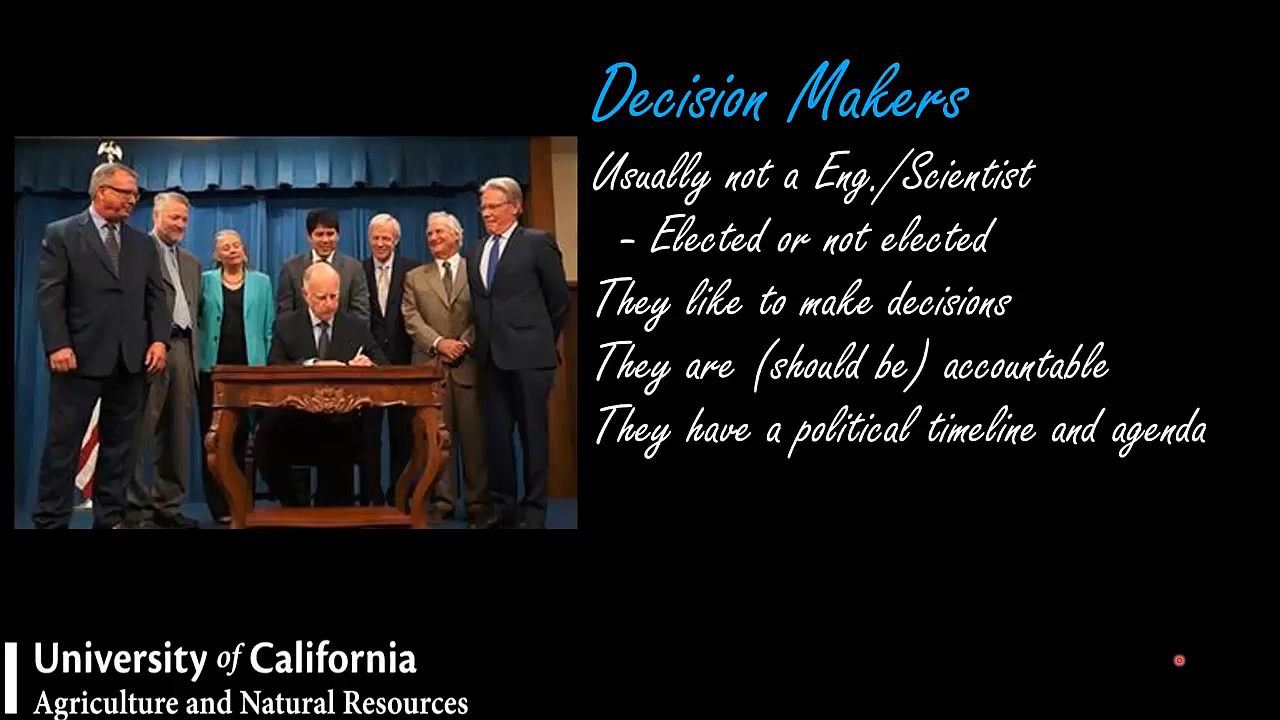 Decision Makers
Usually not a Eng./Scientist
- Elected or not elected
They like to make decisions
They are (should be) accountable
They have a political timeline and agenda
University of California
Agriculture and Natural Resources